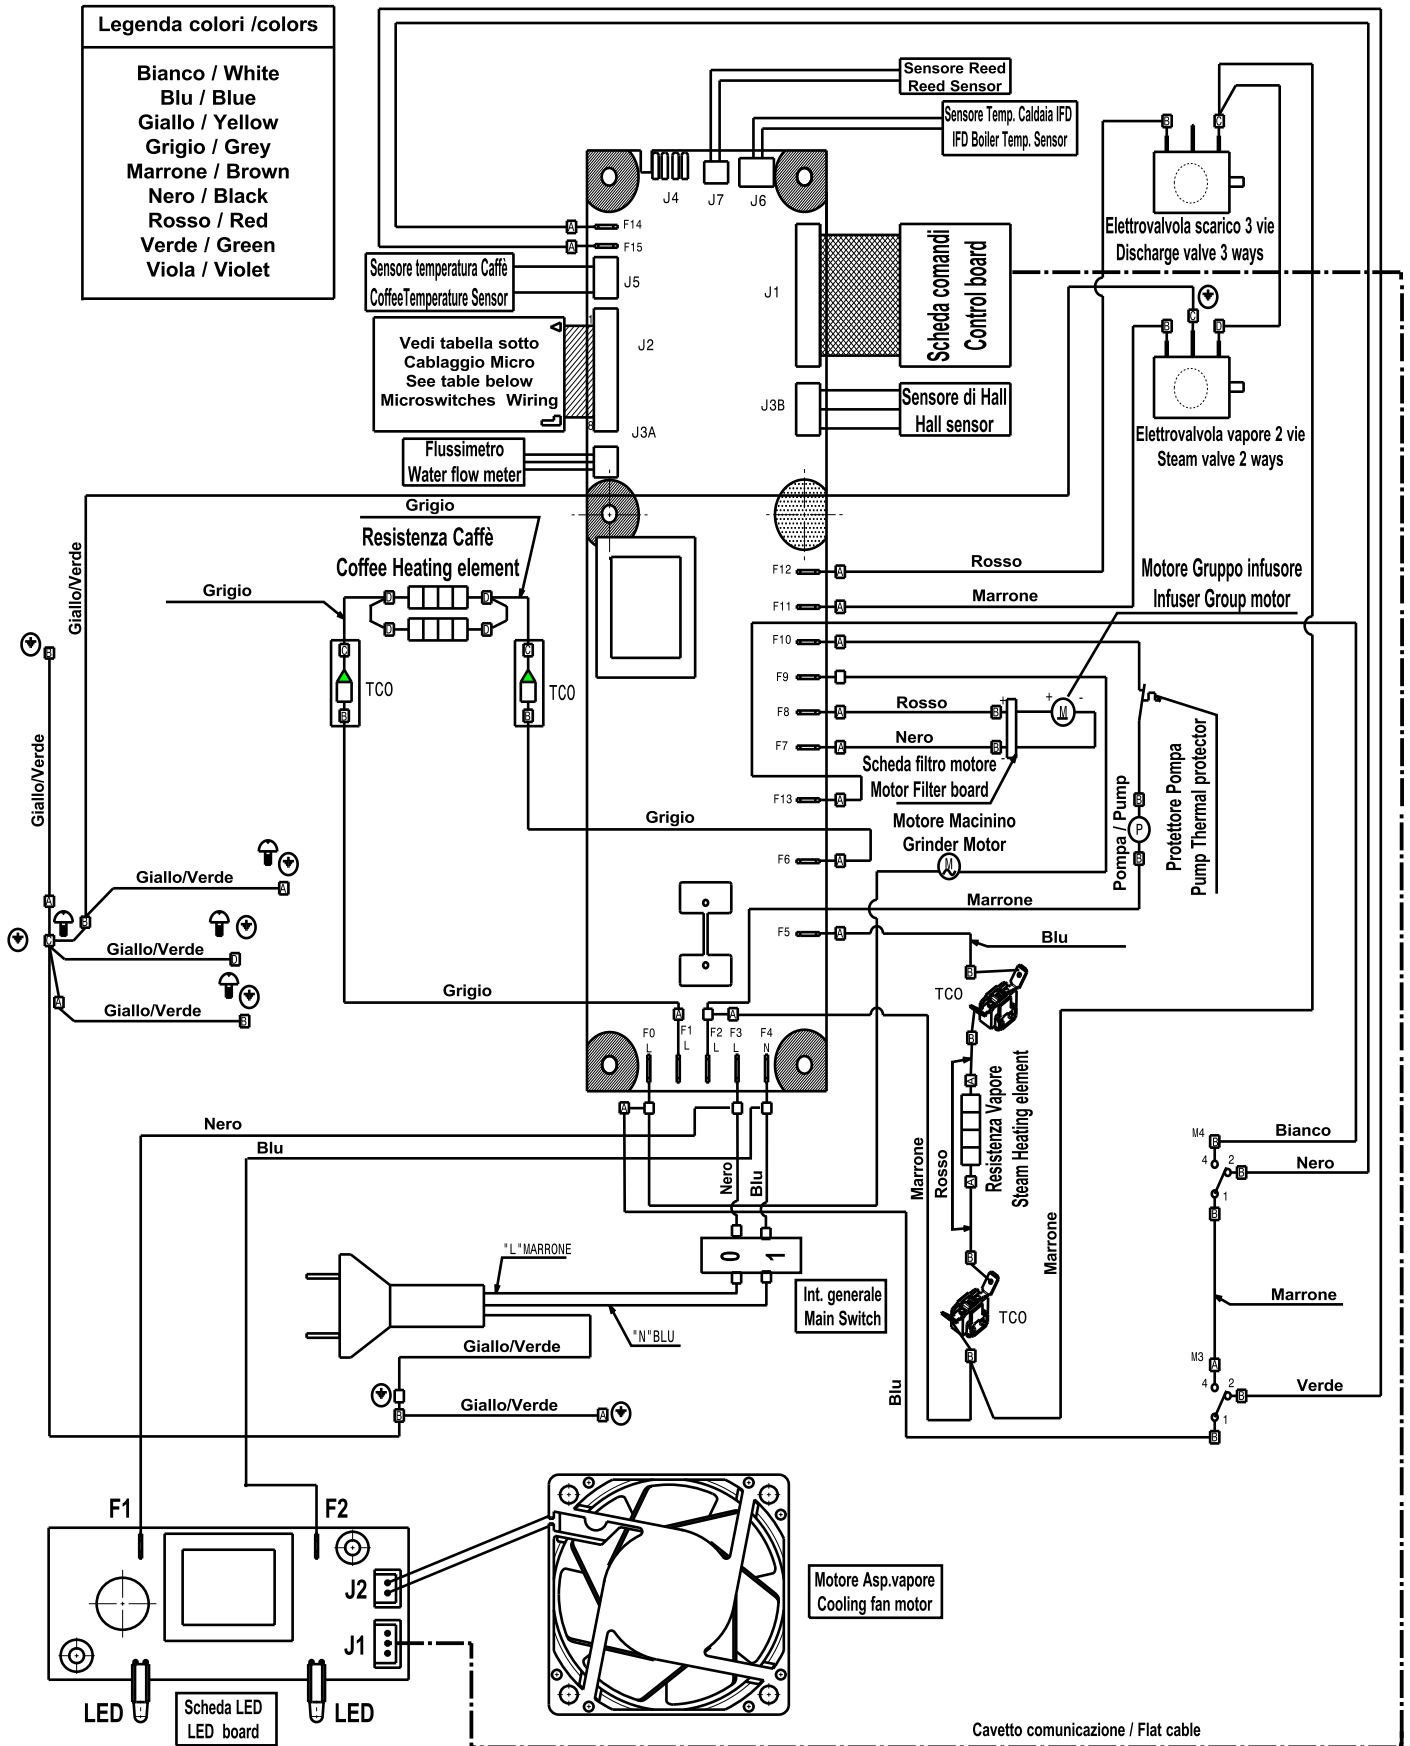 Legenda colori /colors
Bianco / White
Blu / Blue
Giallo / Yellow
Grigio / Grey
Marrone / Brown
Nero / Black
Rosso / Red
Verde / Green
Viola / Violet
Sensore Reed
Reed Sensor
Sensore Temp. Caldaia IFD
IFD Boiler Temp. Sensor
B
C
J4
J7
J6
Elettrovalvola scarico 3 vie
Discharge valve 3 ways
A
F14
A
F15
Sensore temperatura Caffè
CoffeeTemperature Sensor
J5
J1
Scheda comandi
Control board
C
B
D
1
J2
Vedi tabella sotto
Cablaggio Micro
See table below
Microswitches Wiring
8
J3A
J3B
Sensore di Hall
Hall sensor
Elettrovalvola vapore 2 vie
Steam valve 2 ways
Flussimetro
Water flow meter
Grigio
Resistenza Caffè
Coffee Heating element
Giallo/Verde
Grigio
D
D
D
D
F12
A
Rosso
F11
A
Marrone
Motore Gruppo infusore
Infuser Group motor
B
C
TCO
B
C
TCO
B
F10
A
F9
F8
A
Rosso
B
+
+
M
-
F7
A
Nero
B
-
Scheda filtro motore
Motor Filter board
Giallo/Verde
F13
A
Grigio
Motore Macinino
Grinder Motor
M
F6
A
Pompa / Pump
B
P
B
Protettore Pompa
Pump Thermal protector
Giallo/Verde
A
A
B
C
Giallo/Verde
D
A
Giallo/Verde
B
Marrone
F5
A
Blu
B
TCO
Grigio
A
A
F0
L
F1
L
F2
L
F3
L
F4
N
B
A
Resistenza Vapore
Steam Heating element
A
Marrone
Rosso
B
TCO
B
Marrone
A
Nero
Blu
Nero
Blu
M4
B
Bianco
4
2
B
Nero
1
B
Marrone
M3
A
4
2
B
Verde
1
B
"L"MARRONE
0
1
Int. generale
Main Switch
"N"BLU
Giallo/Verde
B
Giallo/Verde
A
Blu
F1
F2
J2
J1
LED
LED
Scheda LED
LED board
Motore Asp.vapore
Cooling fan motor
Cavetto comunicazione / Flat cable